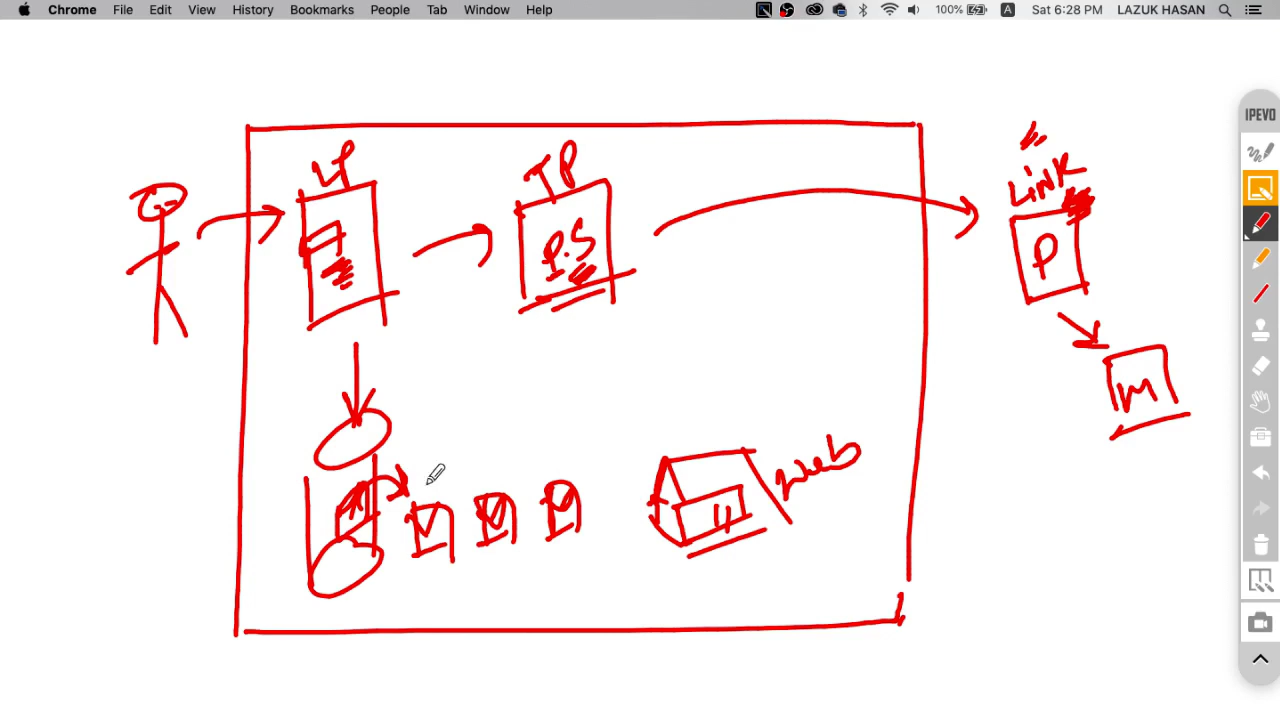 Chrome File Edit View History Bookmarks People Tab Window Help 100% A Sat 6:28 PM LAZUK HASAN
IPEVO
LP
TP
LINK
P.S
P
M
web